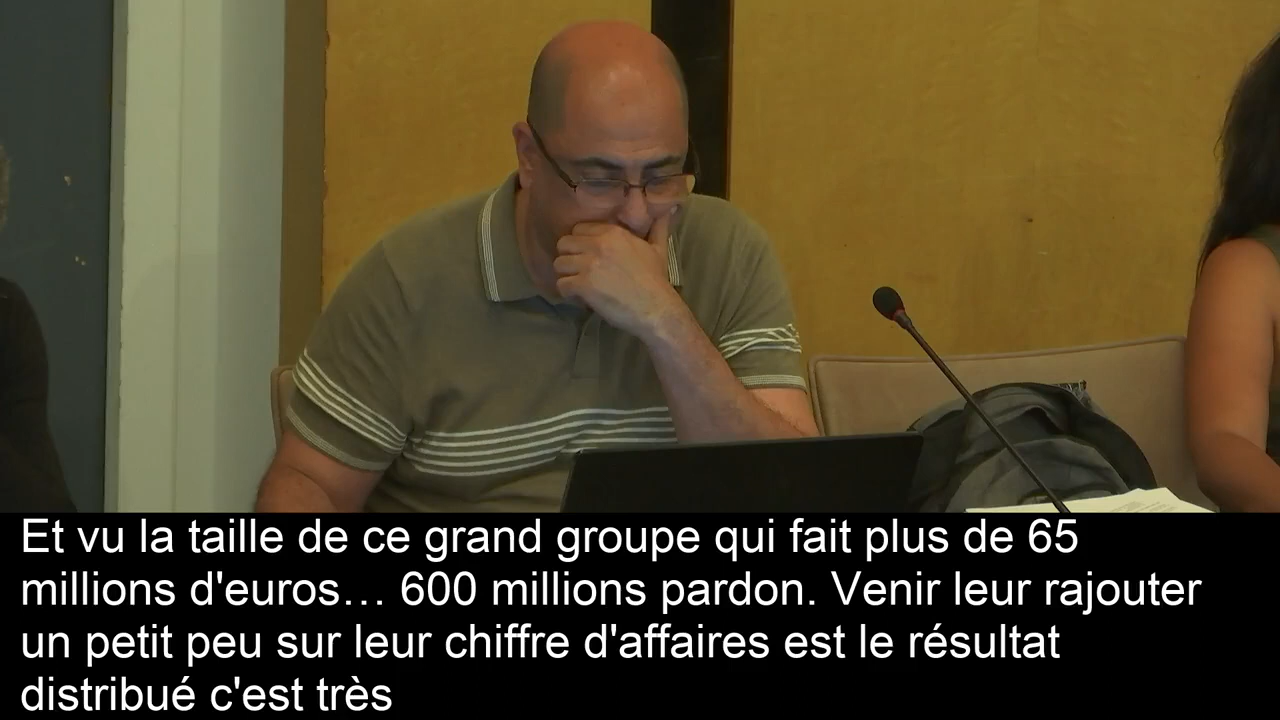 Et vu la taille de ce grand groupe qui fait plus de 65
millions d'euros… 600 millions pardon. Venir leur rajouter
un petit peu sur leur chiffre d'affaires est le résultat
distribué c'est très